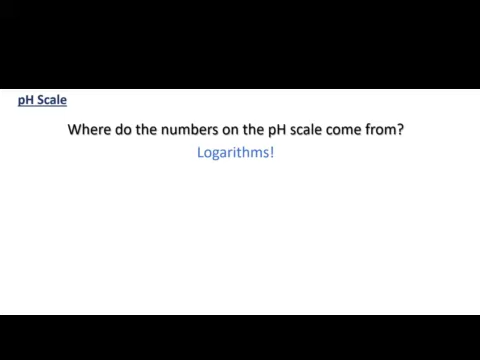 pH Scale
Where do the numbers on the pH scale come from?
Logarithms!